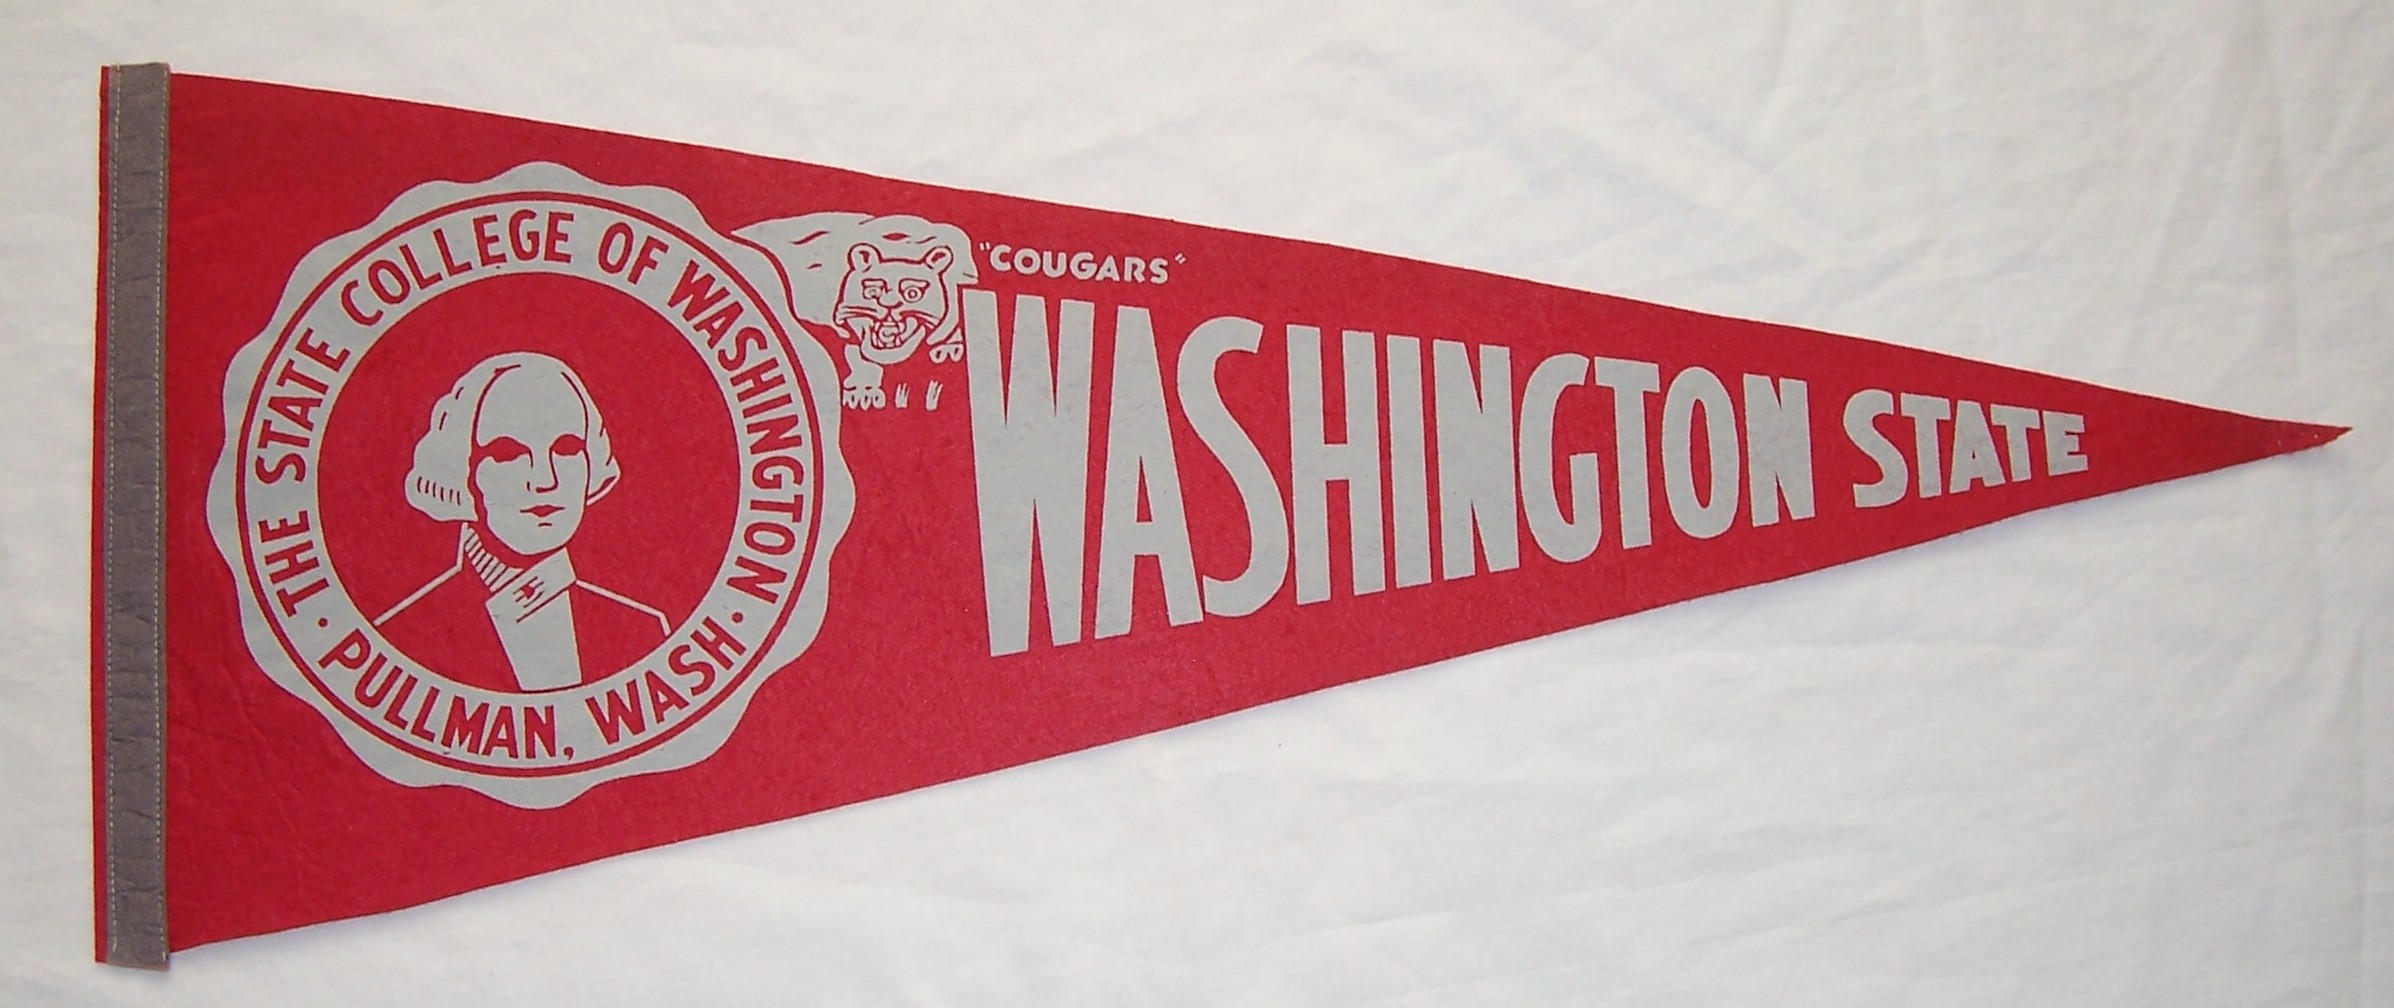 THE STATE COLLEGE OF WASHINGTON
• PULLMAN, WASH •
"COUGARS"
WASHINGTON STATE